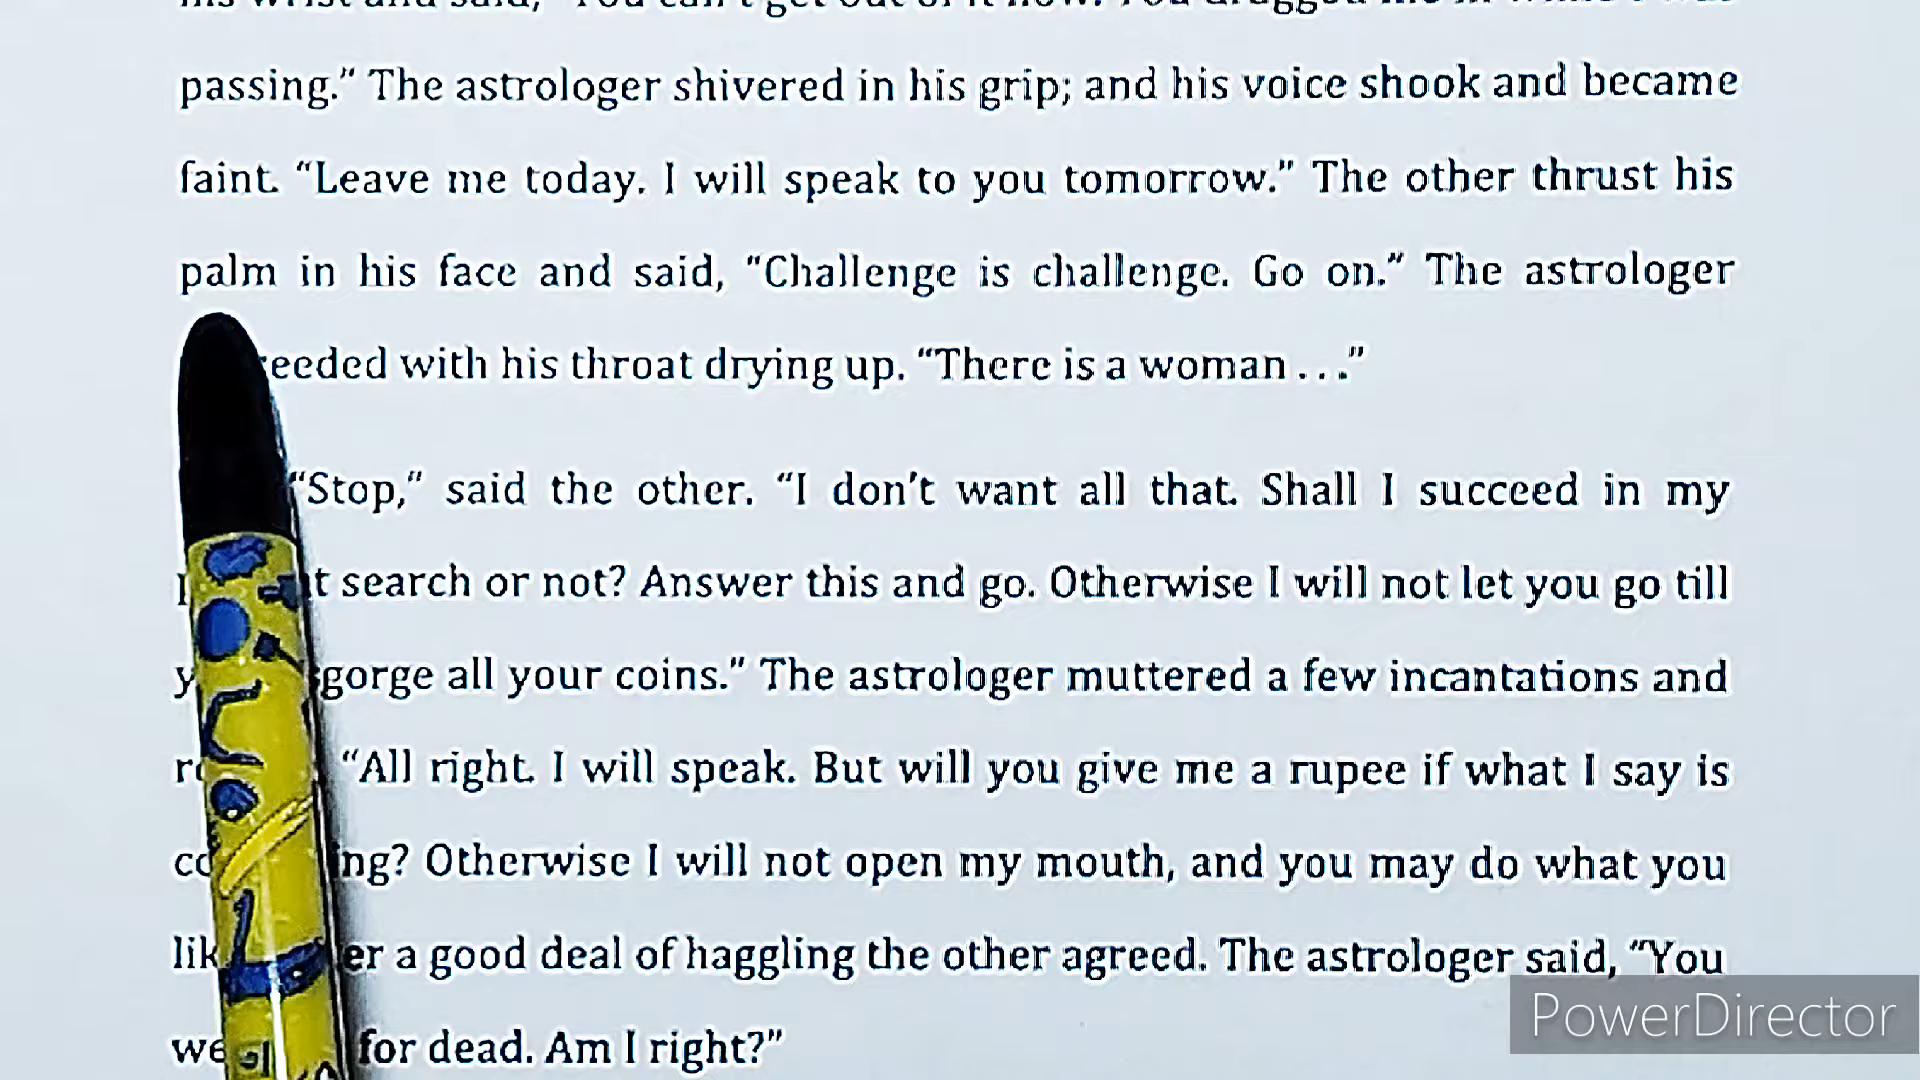 passing.” The astrologer shivered in his grip; and his voice shook and became
faint. “Leave me today. I will speak to you tomorrow.” The other thrust his
palm in his face and said, “Challenge is challenge. Go on.” The astrologer
with his throat drying up. “There is a woman . . .”
“Stop,” said the other. “I don't want all that. Shall I succeed in my
search or not? Answer this and go. Otherwise I will not let you go till
all your coins.” The astrologer muttered a few incantations and
“All right. I will speak. But will you give me a rupee if what I say is
Otherwise I will not open my mouth, and you may do what you
a good deal of haggling the other agreed. The astrologer said, “You
for dead. Am I right?”
PowerDirector